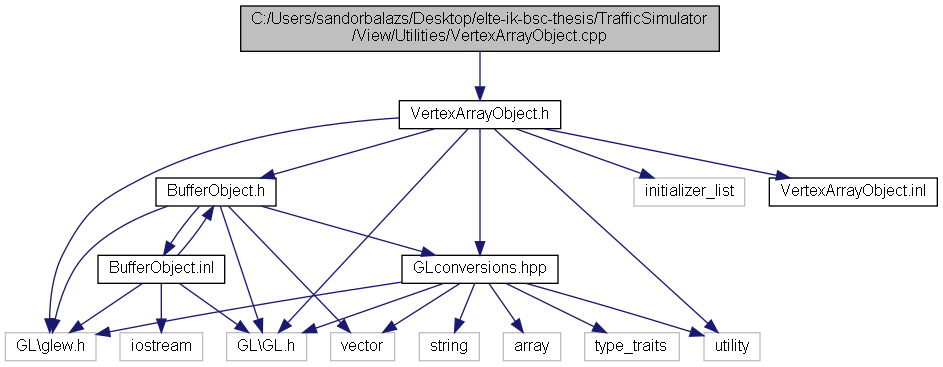 C:/Users/sandorbalazs/Desktop/elte-ik-bsc-thesis/TrafficSimulator
/View/Utilities/VertexArrayObject.cpp
VertexArrayObject.h
BufferObject.h
initializer_list
VertexArrayObject.inl
BufferObject.inl
GLconversions.hpp
GL\glew.h
iostream
GL\GL.h
vector
string
array
type_traits
utility